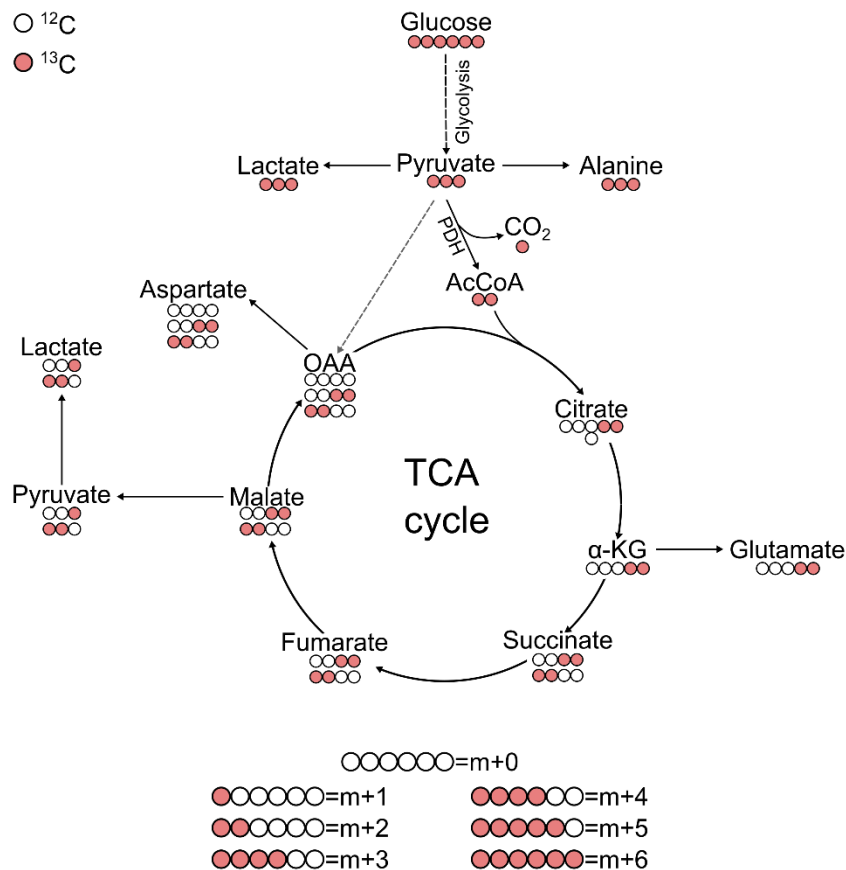 ¹²C
¹³C
Glucose
Glycolysis
Lactate
Pyruvate
Alanine
PDH
CO₂
AcCoA
Aspartate
Lactate
OAA
Citrate
TCA
cycle
Pyruvate
Malate
α-KG
Glutamate
Fumarate
Succinate
=m+0
=m+1
=m+4
=m+2
=m+5
=m+3
=m+6